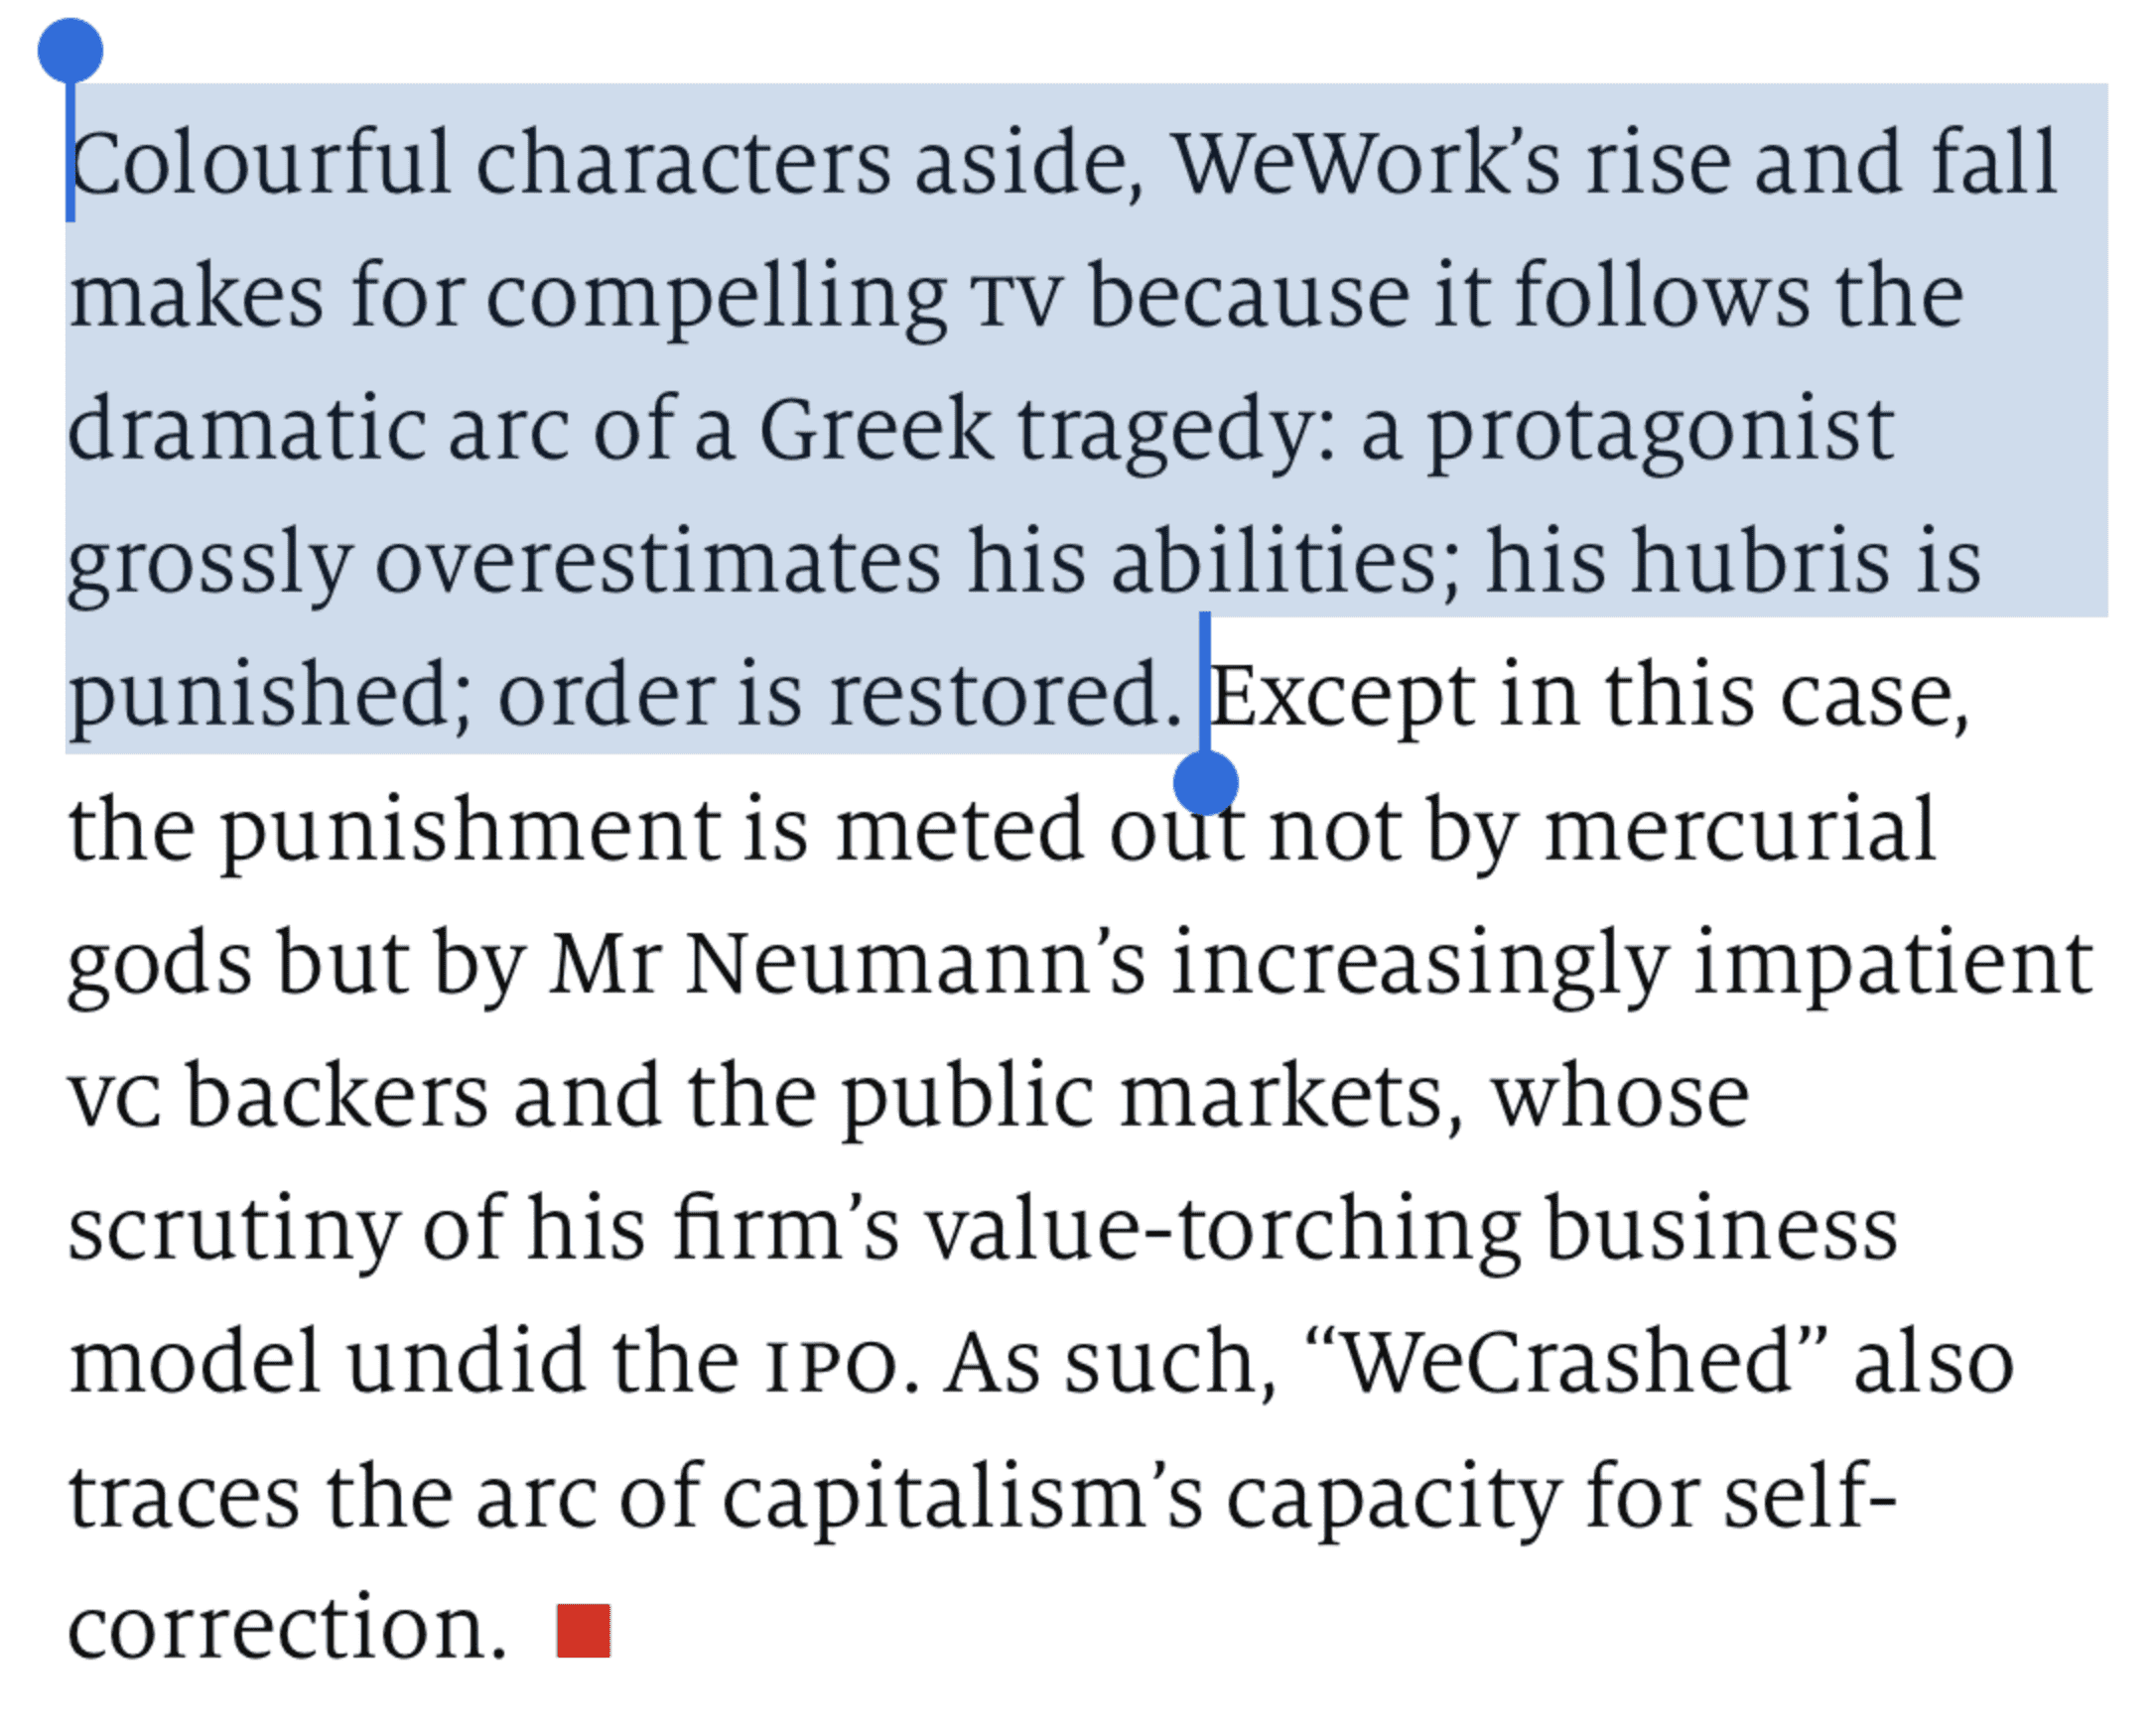 Colourful characters aside, WeWork’s rise and fall
makes for compelling TV because it follows the
dramatic arc of a Greek tragedy: a protagonist
grossly overestimates his abilities; his hubris is
punished; order is restored. Except in this case,
the punishment is meted out not by mercurial
gods but by Mr Neumann’s increasingly impatient
VC backers and the public markets, whose
scrutiny of his firm’s value-torching business
model undid the IPO. As such, “WeCrashed” also
traces the arc of capitalism’s capacity for self-
correction.